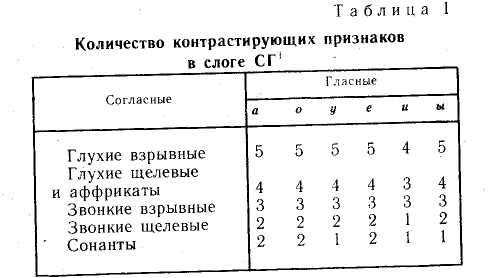 Таблица 1
Количество контрастирующих признаков
в слоге СГ¹
Согласные Гласные
а о у е и ы
Глухие взрывные 5 5 5 5 4 5
Глухие щелевые
и аффрикаты 4 4 4 4 3 4
Звонкие взрывные 3 3 3 3 3 3
Звонкие щелевые 2 2 2 2 1 2
Сонанты 2 2 1 2 1 1